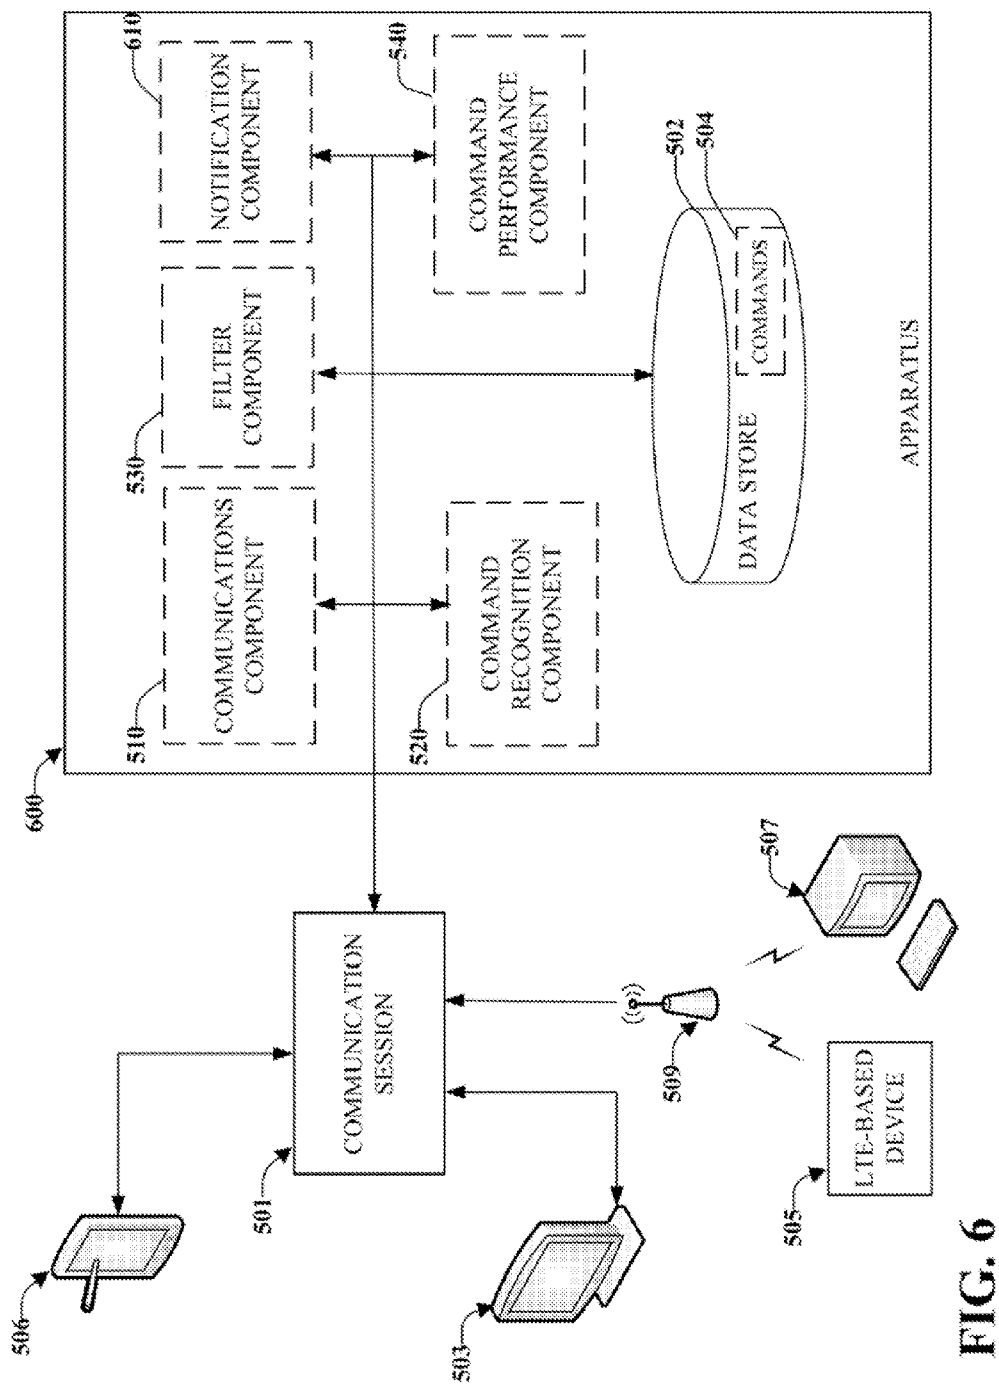 506
503
501
COMMUNICATION
SESSION
505
LTE-BASED
DEVICE
509
507
600
510
COMMUNICATIONS
COMPONENT
530
FILTER
COMPONENT
610
NOTIFICATION
COMPONENT
520
COMMAND
RECOGNITION
COMPONENT
540
COMMAND
PERFORMANCE
COMPONENT
502
504
COMMANDS
DATA STORE
APPARATUS
FIG. 6